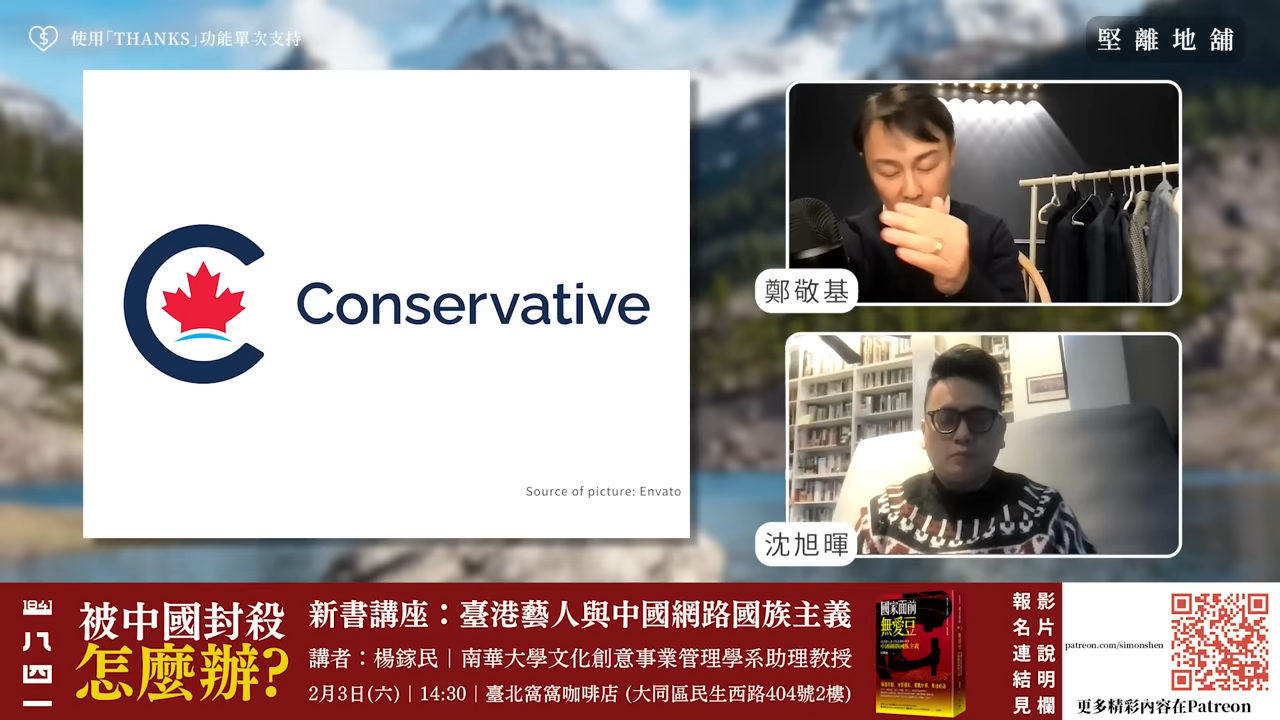 使用「THANKS」功能單次支持
堅離地舖
Conservative
Source of picture: Envato
鄭敬基
沈旭暉
一八四一
被中國封殺
怎麼辦?
新書講座：臺港藝人與中國網路國族主義
講者：楊鎵民｜南華大學文化創意事業管理學系助理教授
2月3日(六)｜14:30｜臺北窩窩咖啡店 (大同區民生西路404號2樓)
國家面前
無愛豆
影片說明欄
報名連結見
patreon.com/simonshen
更多精彩內容在Patreon